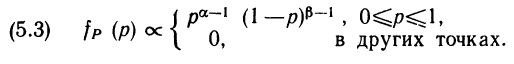 (5.3) f_P (p) ∝ { p^{α−1} (1−p)^{β−1}, 0⩽p⩽1,
0, в других точках.